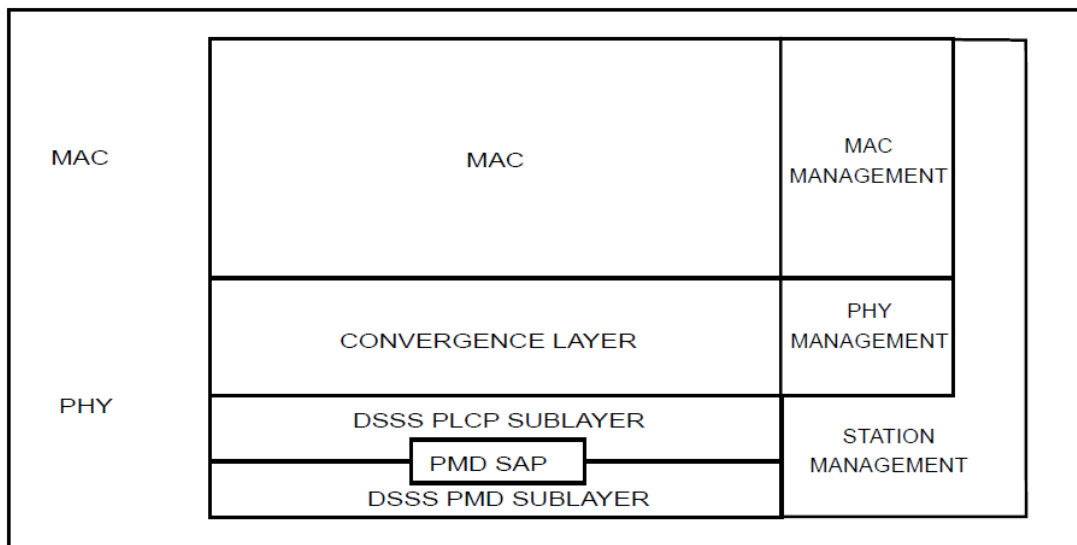 MAC
MAC
MAC
MANAGEMENT
CONVERGENCE LAYER
PHY
MANAGEMENT
PHY
DSSS PLCP SUBLAYER
PMD SAP
DSSS PMD SUBLAYER
STATION
MANAGEMENT